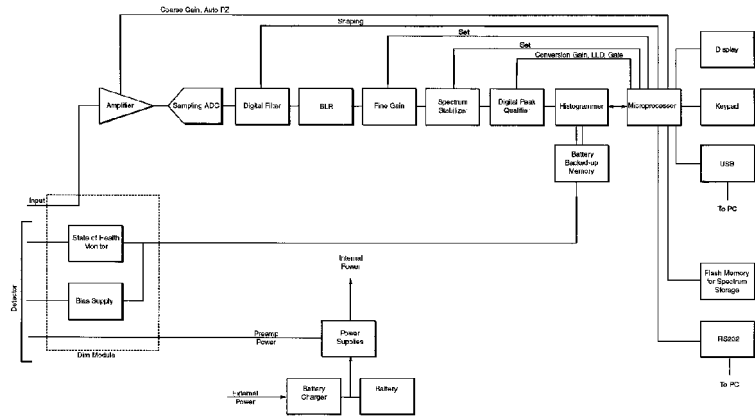 Coarse Gain, Auto PZ
Shaping
Set
Set
Conversion Gain, LLD, Gate
Amplifier
Sampling ADC
Digital Filter
BLR
Fine Gain
Spectrum
Stabilizer
Digital Peak
Qualifier
Histogrammer
Microprocessor
Display
Keypad
USB
To PC
Battery
Backed-up
Memory
Input
State of Health
Monitor
Bias Supply
Detector
Dim Module
Internal
Power
Preamp
Power
Power
Supplies
External
Power
Battery
Charger
Battery
Flash Memory
for Spectrum
Storage
RS232
To PC